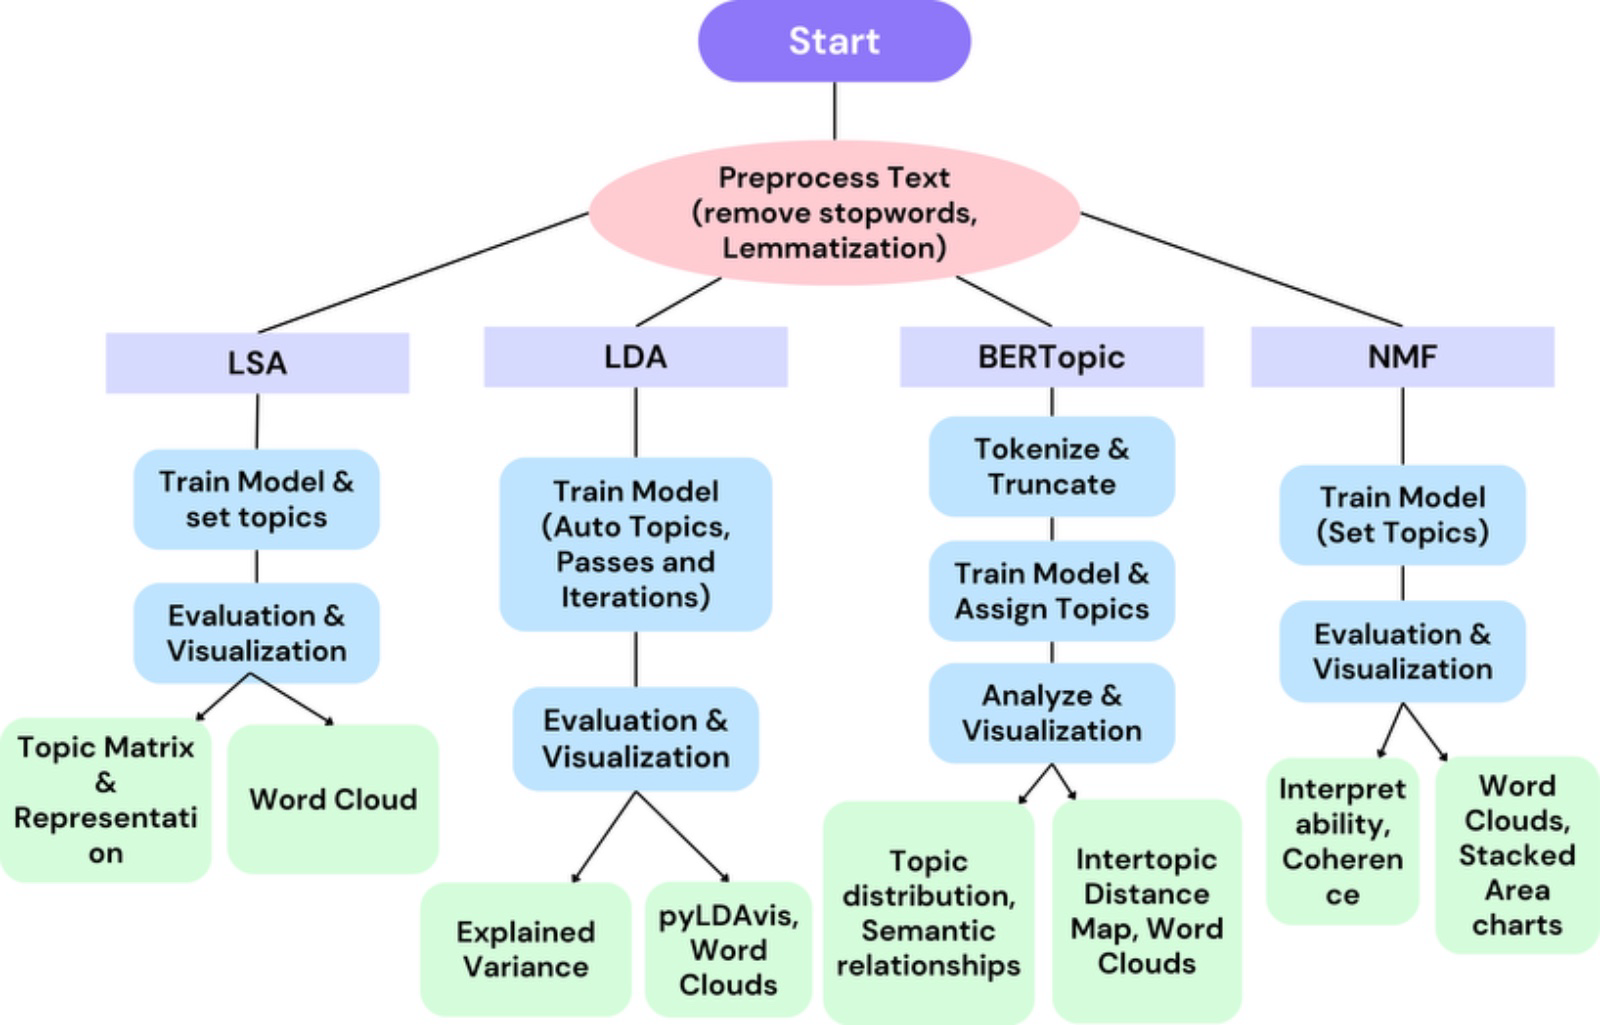 Start
Preprocess Text
(remove stopwords,
Lemmatization)
LSA
Train Model &
set topics
Evaluation &
Visualization
Topic Matrix
&
Representati
on
Word Cloud
LDA
Train Model
(Auto Topics,
Passes and
Iterations)
Evaluation &
Visualization
Explained
Variance
pyLDAvis,
Word
Clouds
BERTopic
Tokenize &
Truncate
Train Model &
Assign Topics
Analyze &
Visualization
Topic
distribution,
Semantic
relationships
Intertopic
Distance
Map, Word
Clouds
NMF
Train Model
(Set Topics)
Evaluation &
Visualization
Interpret
ability,
Coheren
ce
Word
Clouds,
Stacked
Area
charts